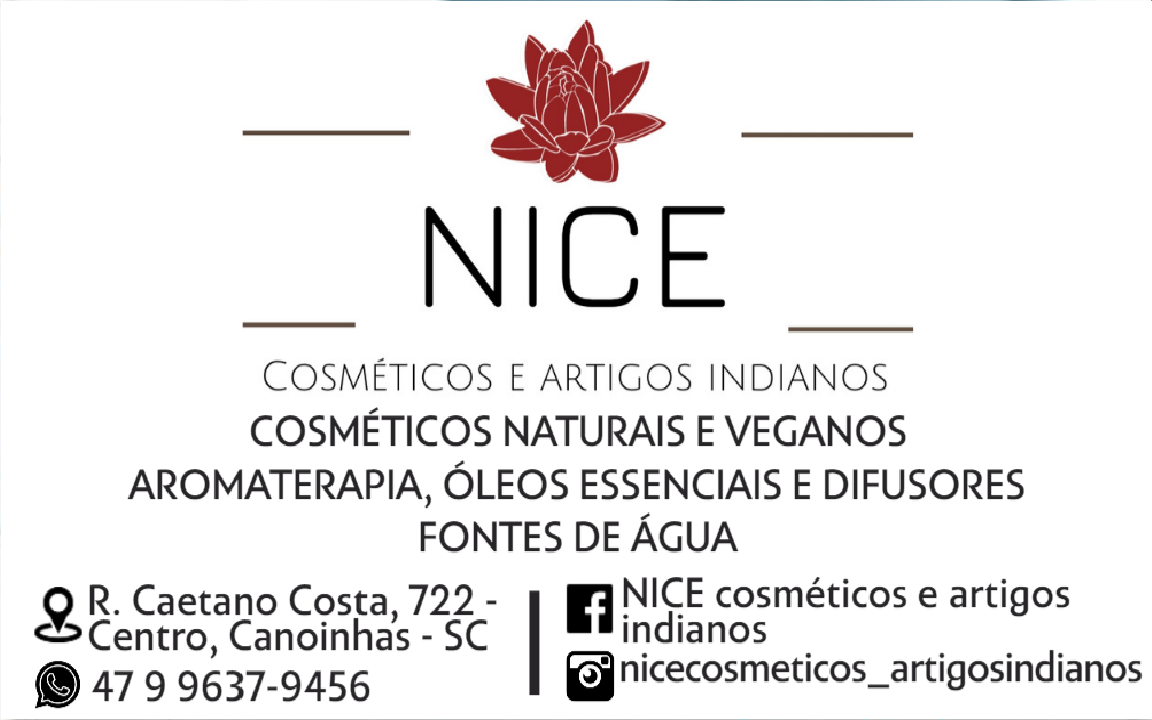 NICE
COSMÉTICOS E ARTIGOS INDIANOS
COSMÉTICOS NATURAIS E VEGANOS
AROMATERAPIA, ÓLEOS ESSENCIAIS E DIFUSORES
FONTES DE ÁGUA
R. Caetano Costa, 722 -
Centro, Canoinhas - SC
47 9 9637-9456
NICE cosméticos e artigos
indianos
nicecosmeticos_artigosindianos